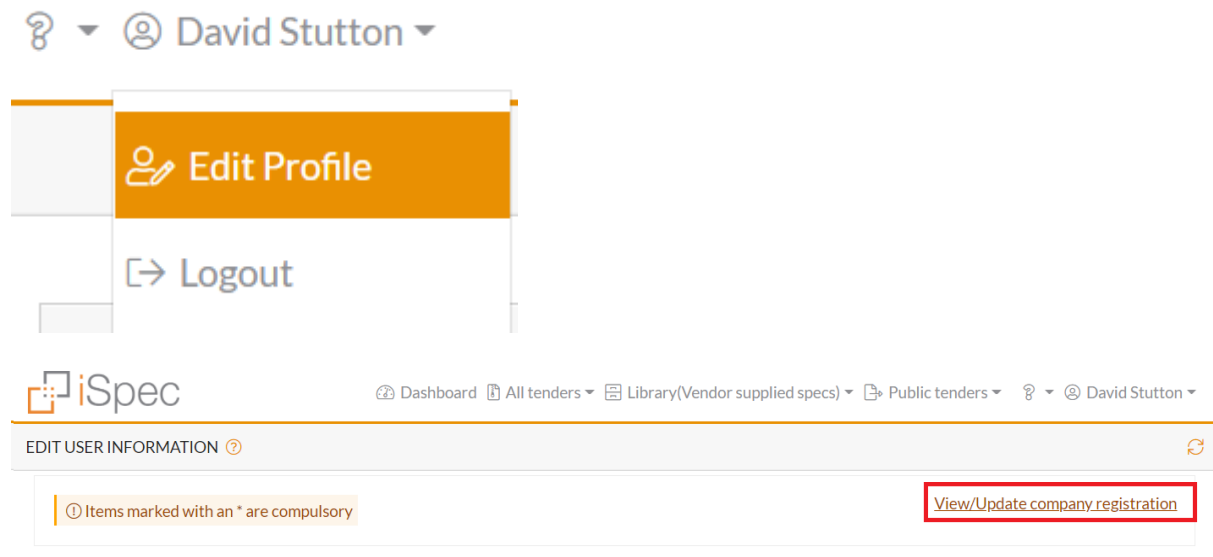 David Stutton
Edit Profile
Logout
iSpec
Dashboard All tenders Library(Vendor supplied specs) Public tenders David Stutton
EDIT USER INFORMATION ?
Items marked with an * are compulsory
View/Update company registration